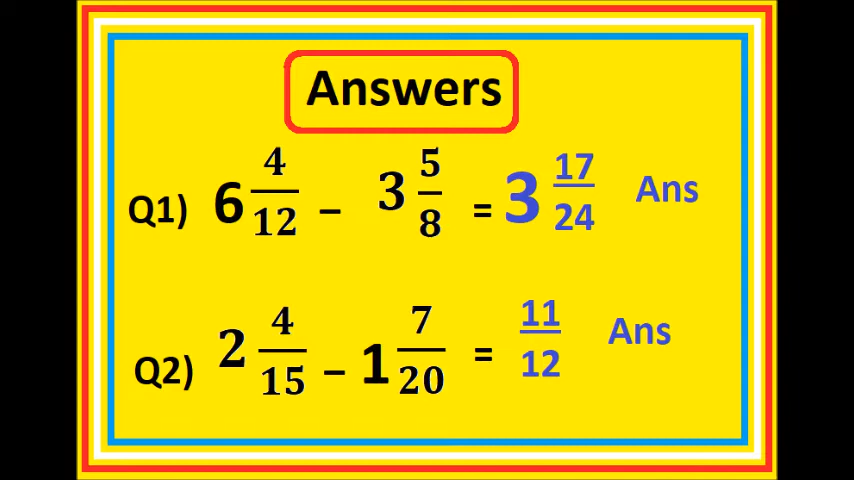 Answers
Q1) 6 4/12 – 3 5/8 = 3 17/24 Ans
Q2) 2 4/15 – 1 7/20 = 11/12 Ans